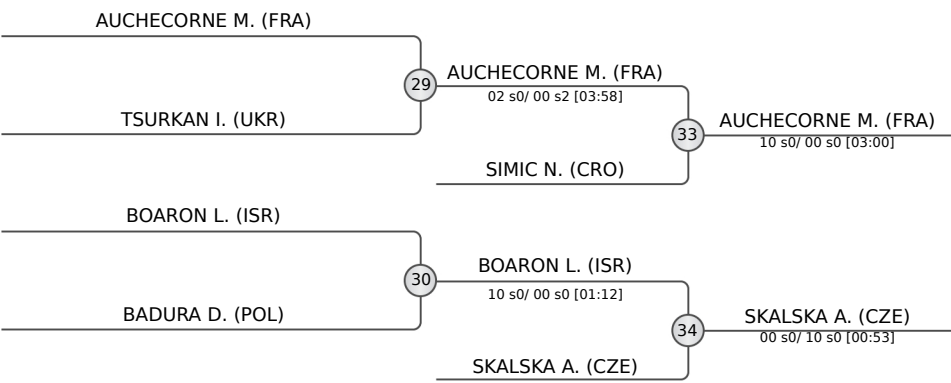 AUCHECORNE M. (FRA)
29
TSURKAN I. (UKR)
AUCHECORNE M. (FRA)
02 s0/ 00 s2 [03:58]
33
SIMIC N. (CRO)
AUCHECORNE M. (FRA)
10 s0/ 00 s0 [03:00]
BOARON L. (ISR)
30
BADURA D. (POL)
BOARON L. (ISR)
10 s0/ 00 s0 [01:12]
34
SKALSKA A. (CZE)
SKALSKA A. (CZE)
00 s0/ 10 s0 [00:53]